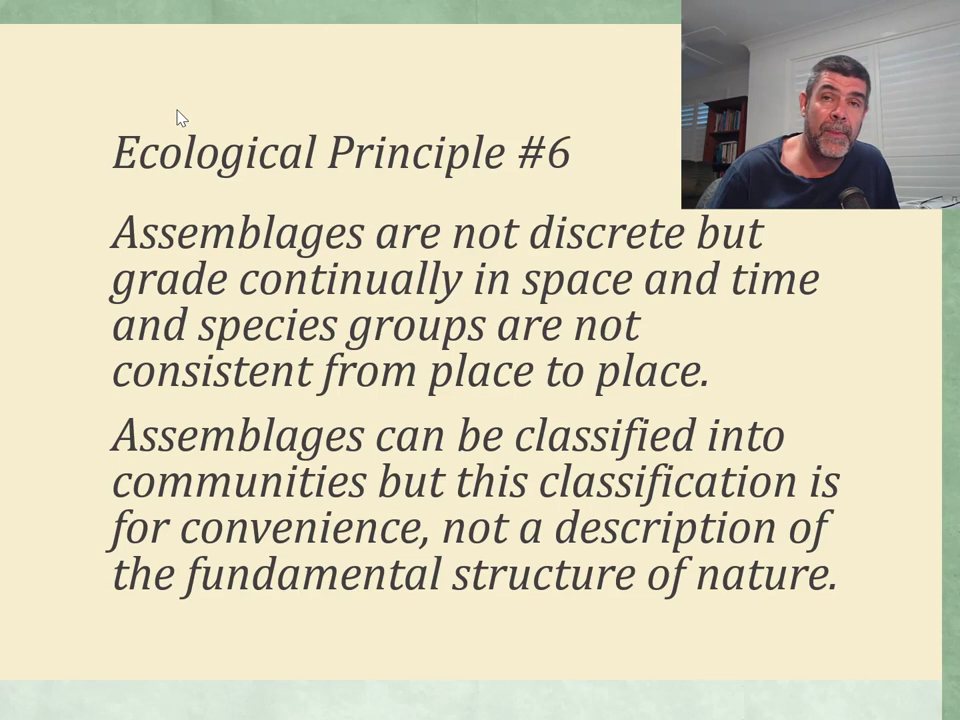 Ecological Principle #6
Assemblages are not discrete but
grade continually in space and time
and species groups are not
consistent from place to place.
Assemblages can be classified into
communities but this classification is
for convenience, not a description of
the fundamental structure of nature.